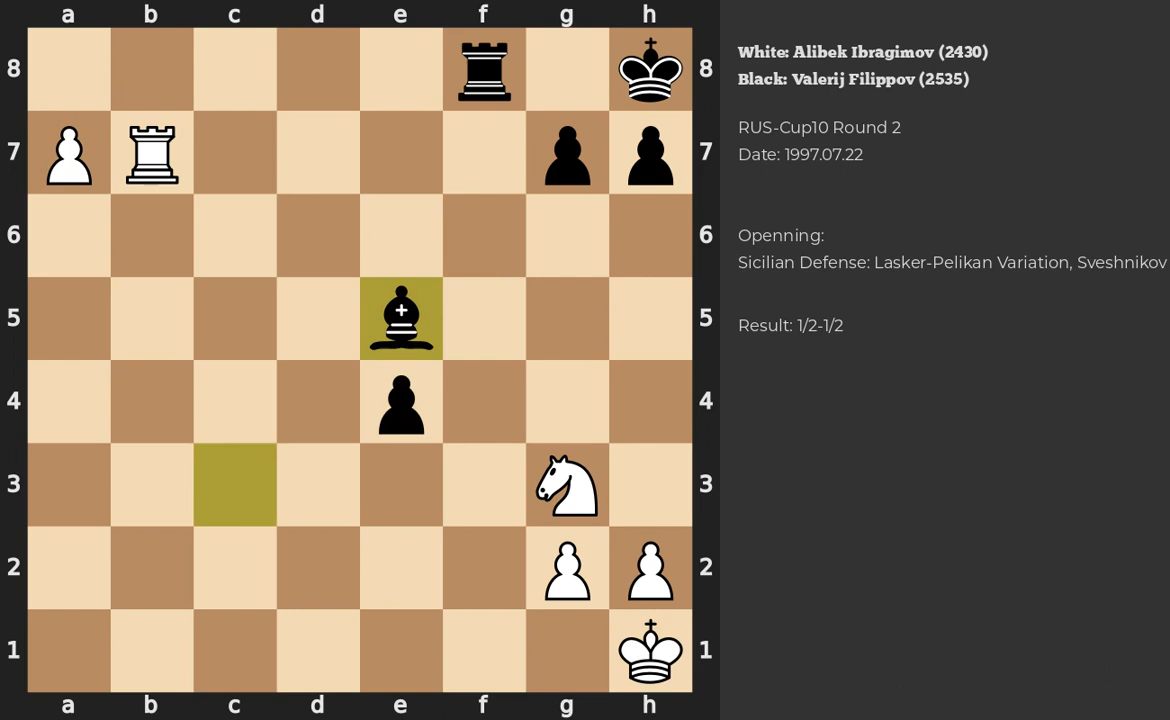 a b c d e f g h
8 8
7 7
6 6
5 5
4 4
3 3
2 2
1 1
a b c d e f g h
White: Alibek Ibragimov (2430)
Black: Valerij Filippov (2535)
RUS-Cup10 Round 2
Date: 1997.07.22
Openning:
Sicilian Defense: Lasker-Pelikan Variation, Sveshnikov
Result: 1/2-1/2